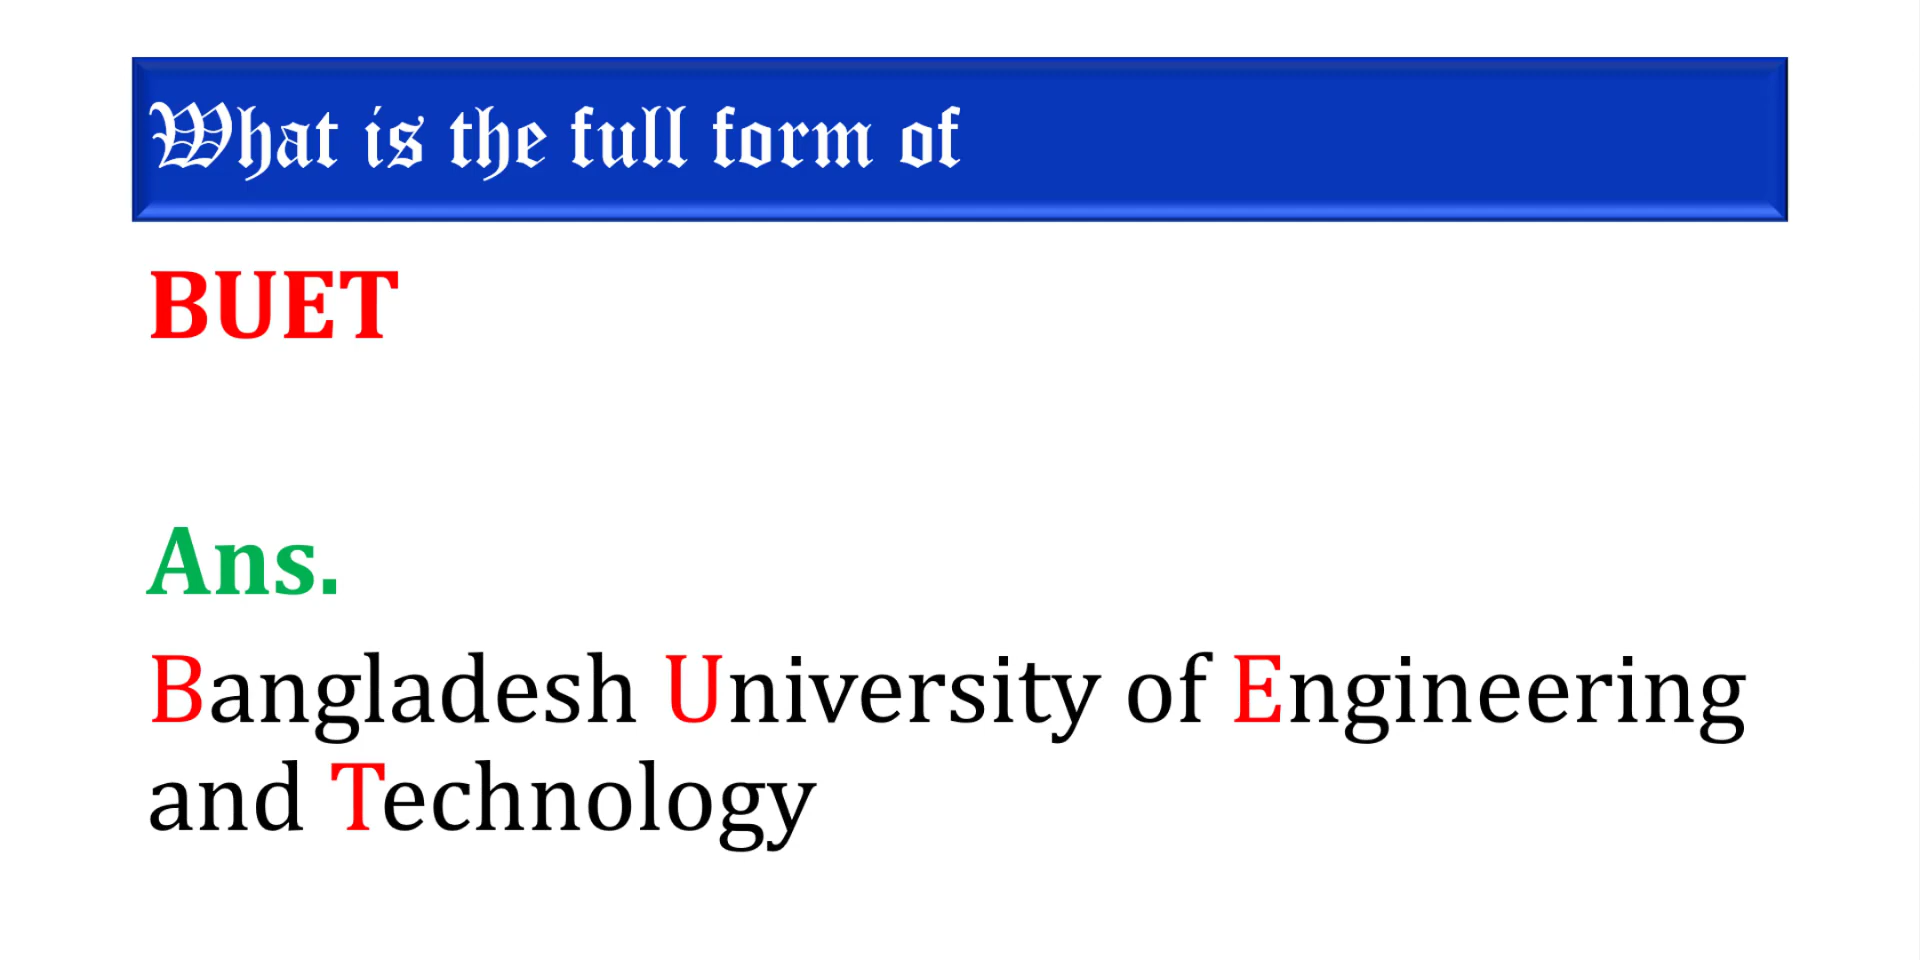 What is the full form of
BUET
Ans.
Bangladesh University of Engineering
and Technology